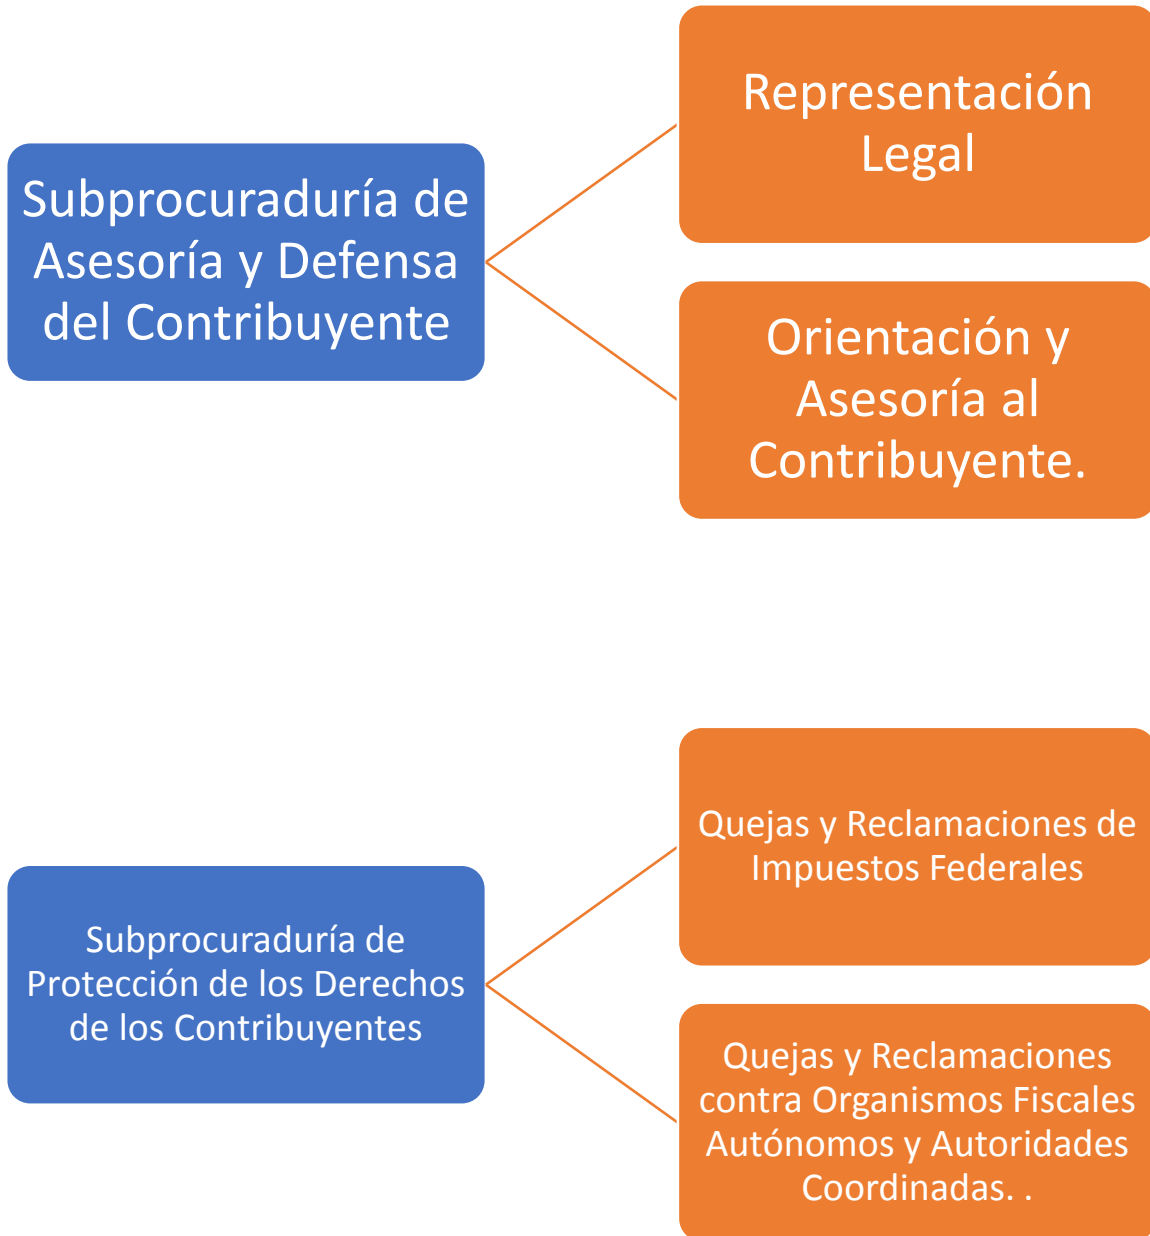 Subprocuraduría de
Asesoría y Defensa
del Contribuyente
Representación
Legal
Orientación y
Asesoría al
Contribuyente.
Subprocuraduría de
Protección de los Derechos
de los Contribuyentes
Quejas y Reclamaciones de
Impuestos Federales
Quejas y Reclamaciones
contra Organismos Fiscales
Autónomos y Autoridades
Coordinadas. .